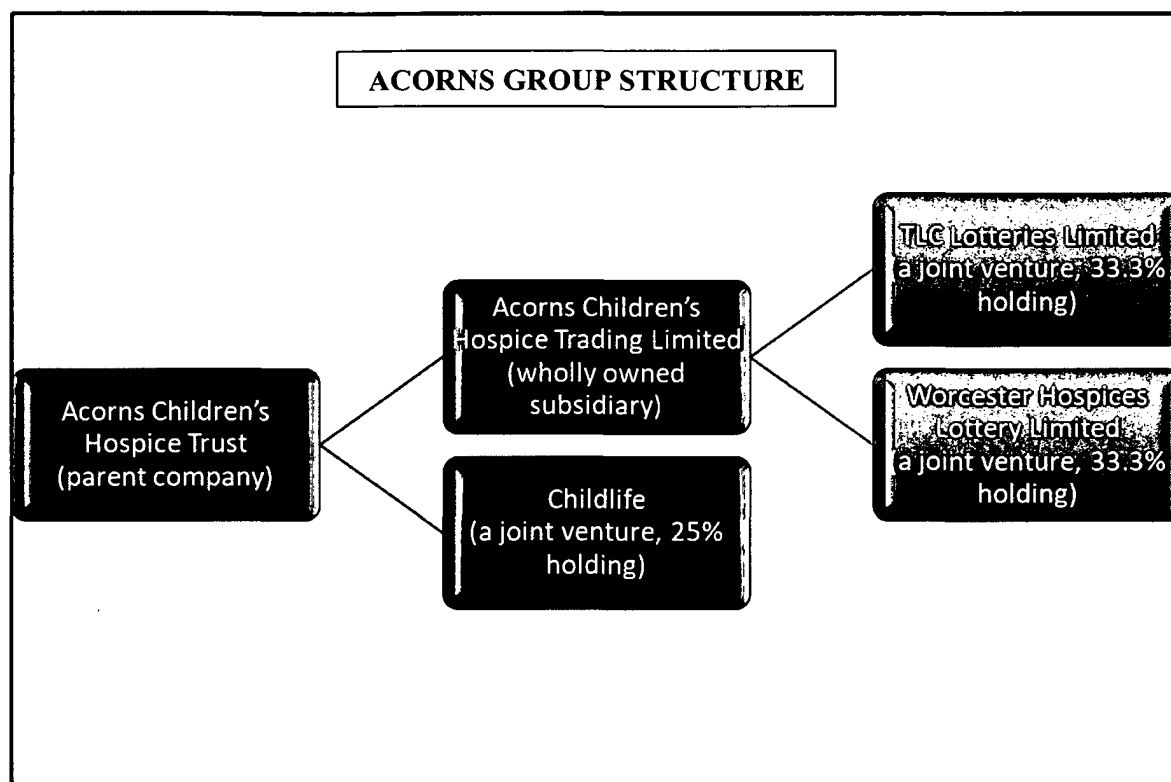 ACORNS GROUP STRUCTURE
Acorns Children's
Hospice Trust
(parent company)
Acorns Children's
Hospice Trading Limited
(wholly owned
subsidiary)
Childlife
(a joint venture, 25%
holding)
TLC Lotteries Limited
a joint venture, 33.3%
holding)
Worcester Hospices
Lottery Limited
a joint venture, 33.3%
holding)